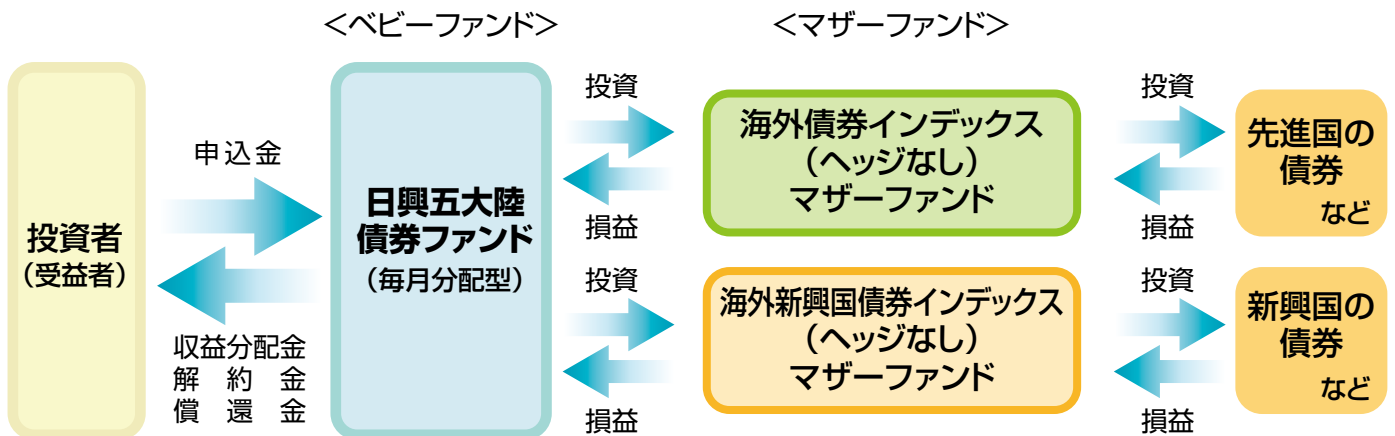 <ベビーファンド>
<マザーファンド>
投資者
(受益者)
申込金
収益分配金
解約金
償還金
日興五大陸
債券ファンド
(毎月分配型)
投資
損益
投資
損益
海外債券インデックス
(ヘッジなし)
マザーファンド
海外新興国債券インデックス
(ヘッジなし)
マザーファンド
投資
損益
投資
損益
先進国の
債券
など
新興国の
債券
など